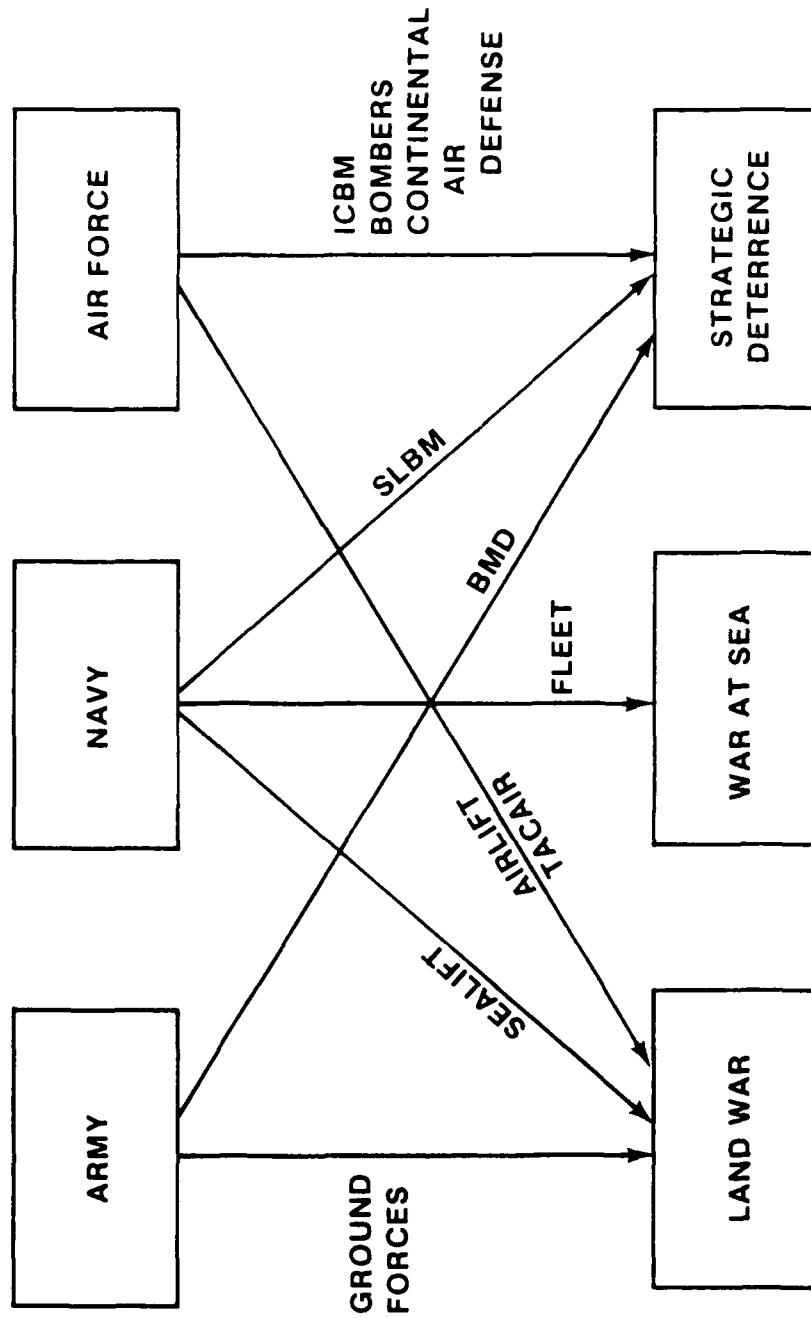 ARMY
NAVY
AIR FORCE
GROUND
FORCES
SEALIFT
AIRLIFT
TACAIR
FLEET
BMD
SLBM
ICBM
BOMBERS
CONTINENTAL
AIR
DEFENSE
LAND WAR
WAR AT SEA
STRATEGIC
DETERRENCE